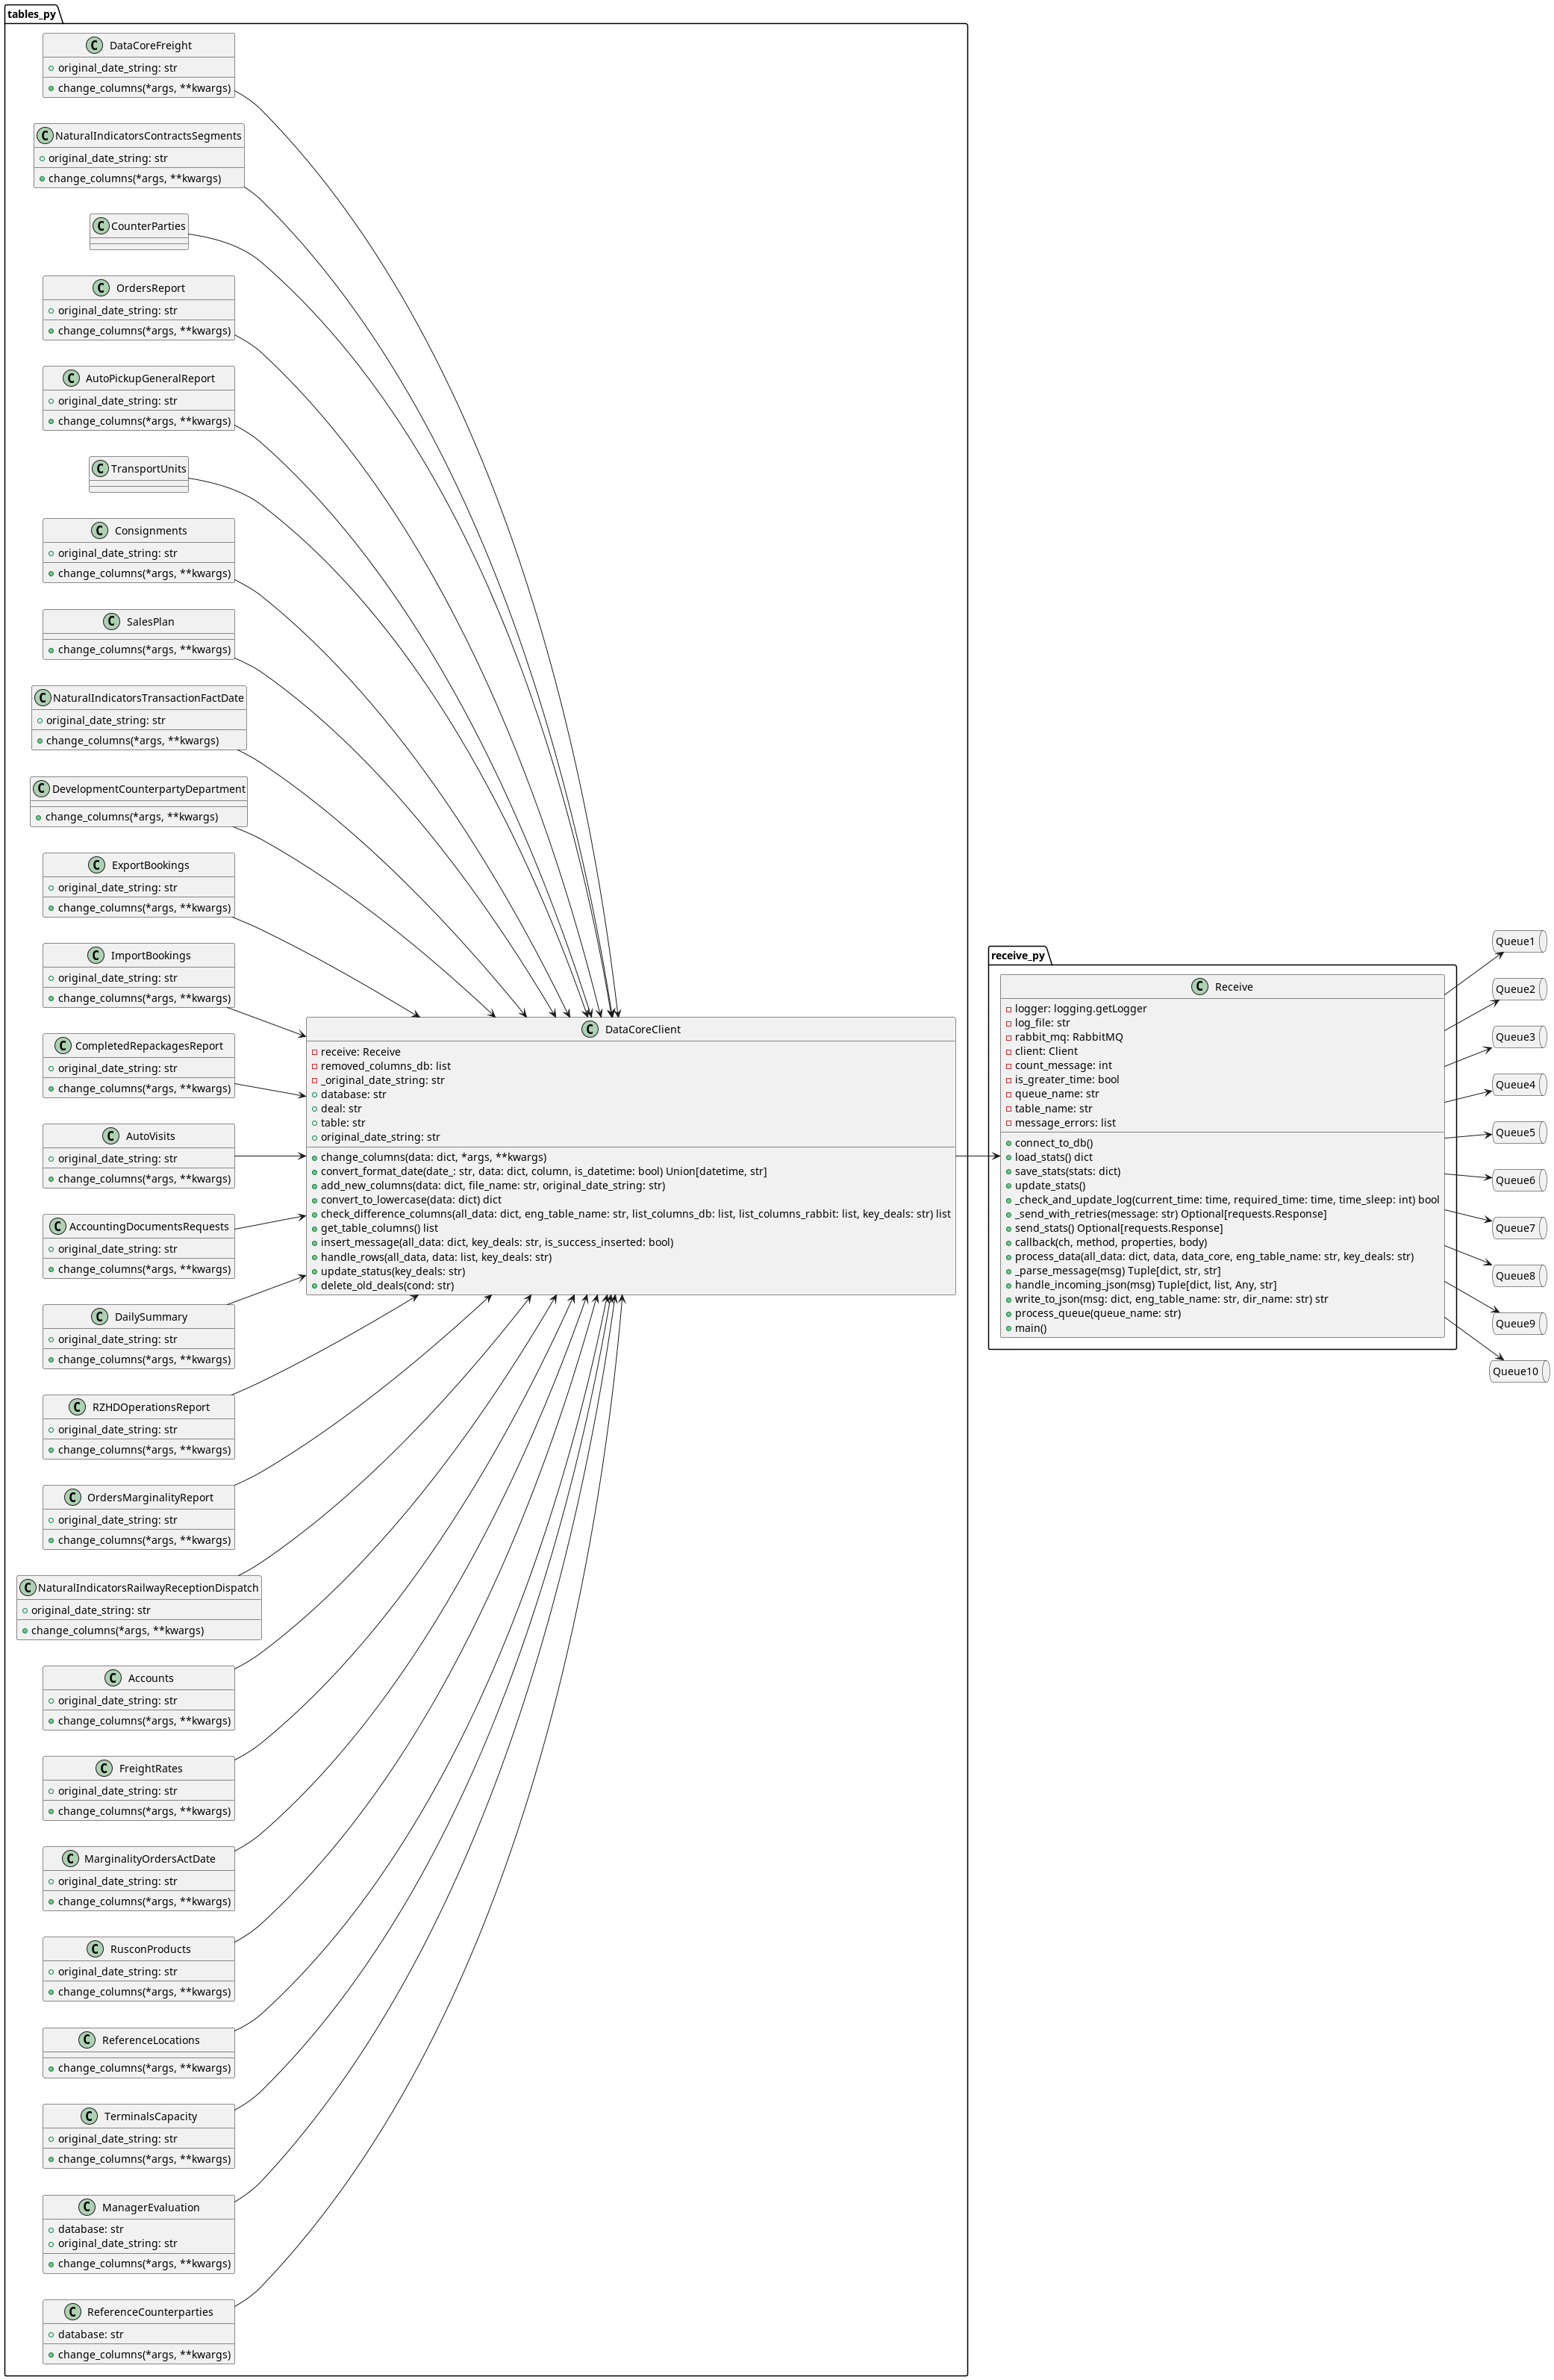 tables_py
C DataCoreFreight
original_date_string: str
change_columns(*args, **kwargs)
C NaturalIndicatorsContractsSegments
original_date_string: str
change_columns(*args, **kwargs)
C CounterParties
C OrdersReport
original_date_string: str
change_columns(*args, **kwargs)
C AutoPickupGeneralReport
original_date_string: str
change_columns(*args, **kwargs)
C TransportUnits
C Consignments
original_date_string: str
change_columns(*args, **kwargs)
C SalesPlan
change_columns(*args, **kwargs)
C NaturalIndicatorsTransactionFactDate
original_date_string: str
change_columns(*args, **kwargs)
C DevelopmentCounterpartyDepartment
change_columns(*args, **kwargs)
C ExportBookings
original_date_string: str
change_columns(*args, **kwargs)
C ImportBookings
original_date_string: str
change_columns(*args, **kwargs)
C CompletedRepackagesReport
original_date_string: str
change_columns(*args, **kwargs)
C AutoVisits
original_date_string: str
change_columns(*args, **kwargs)
C AccountingDocumentsRequests
original_date_string: str
change_columns(*args, **kwargs)
C DailySummary
original_date_string: str
change_columns(*args, **kwargs)
C RZHDOperationsReport
original_date_string: str
change_columns(*args, **kwargs)
C OrdersMarginalityReport
original_date_string: str
change_columns(*args, **kwargs)
C NaturalIndicatorsRailwayReceptionDispatch
original_date_string: str
change_columns(*args, **kwargs)
C Accounts
original_date_string: str
change_columns(*args, **kwargs)
C FreightRates
original_date_string: str
change_columns(*args, **kwargs)
C MarginalityOrdersActDate
original_date_string: str
change_columns(*args, **kwargs)
C RusconProducts
original_date_string: str
change_columns(*args, **kwargs)
C ReferenceLocations
change_columns(*args, **kwargs)
C TerminalsCapacity
original_date_string: str
change_columns(*args, **kwargs)
C ManagerEvaluation
database: str
original_date_string: str
change_columns(*args, **kwargs)
C ReferenceCounterparties
database: str
change_columns(*args, **kwargs)
C DataCoreClient
receive: Receive
removed_columns_db: list
_original_date_string: str
database: str
deal: str
table: str
original_date_string: str
change_columns(data: dict, *args, **kwargs)
convert_format_date(date_: str, data: dict, column, is_datetime: bool) Union[datetime, str]
add_new_columns(data: dict, file_name: str, original_date_string: str)
convert_to_lowercase(data: dict) dict
check_difference_columns(all_data: dict, eng_table_name: str, list_columns_db: list, list_columns_rabbit: list, key_deals: str) list
get_table_columns() list
insert_message(all_data: dict, key_deals: str, is_success_inserted: bool)
handle_rows(all_data, data: list, key_deals: str)
update_status(key_deals: str)
delete_old_deals(cond: str)
receive_py
C Receive
logger: logging.getLogger
log_file: str
rabbit_mq: RabbitMQ
client: Client
count_message: int
is_greater_time: bool
queue_name: str
table_name: str
message_errors: list
connect_to_db()
load_stats() dict
save_stats(stats: dict)
update_stats()
_check_and_update_log(current_time: time, required_time: time, time_sleep: int) bool
_send_with_retries(message: str) Optional[requests.Response]
send_stats() Optional[requests.Response]
callback(ch, method, properties, body)
process_data(all_data: dict, data, data_core, eng_table_name: str, key_deals: str)
_parse_message(msg) Tuple[dict, str, str]
handle_incoming_json(msg) Tuple[dict, list, Any, str]
write_to_json(msg: dict, eng_table_name: str, dir_name: str) str
process_queue(queue_name: str)
main()
Queue1
Queue2
Queue3
Queue4
Queue5
Queue6
Queue7
Queue8
Queue9
Queue10